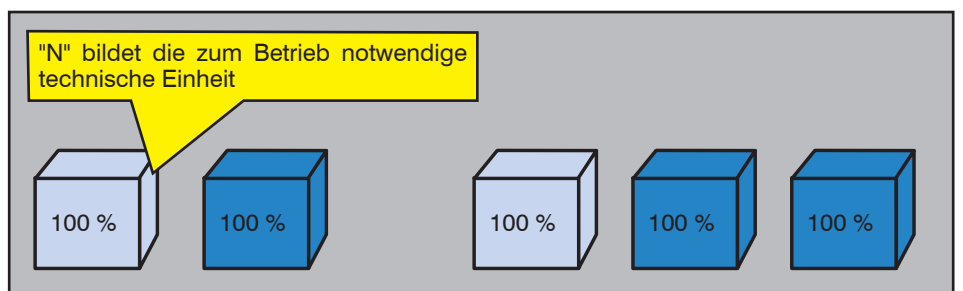 "N" bildet die zum Betrieb notwendige
technische Einheit
100 % 100 % 100 % 100 % 100 %